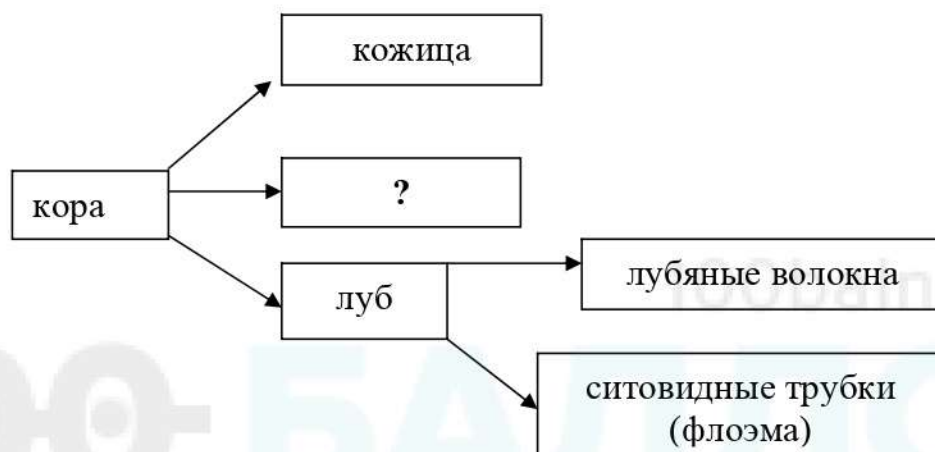 кожица
кора
?
луб
лубяные волокна
ситовидные трубки
(флоэма)